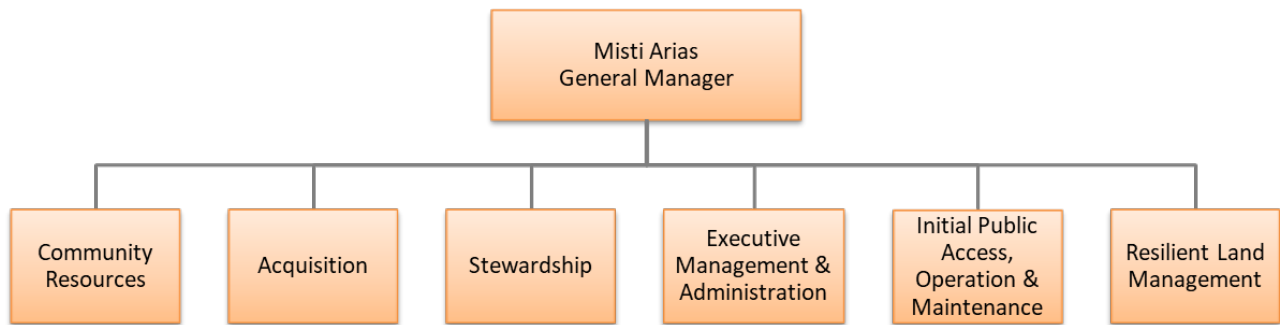 Misti Arias
General Manager
Community
Resources
Acquisition
Stewardship
Executive
Management &
Administration
Initial Public
Access,
Operation &
Maintenance
Resilient Land
Management